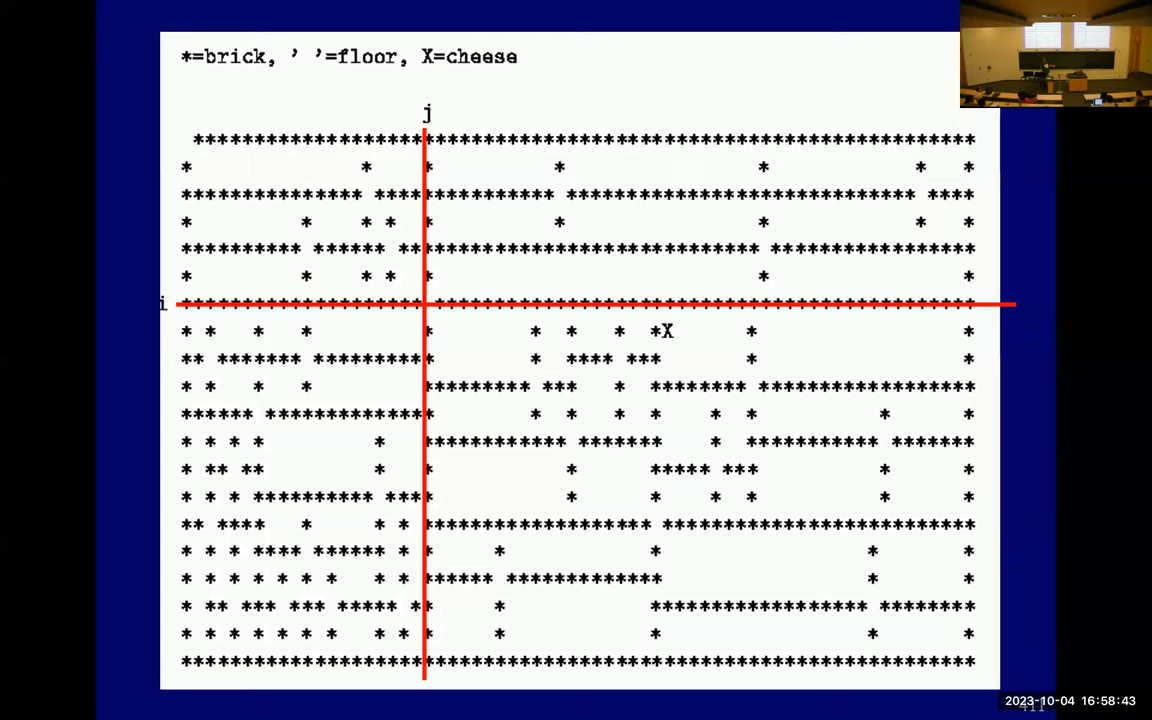 *=brick, ’ ’=floor, X=cheese
j
 *****************************************************************
*              *    *          *                *            *   *
*************** *************** ***************************** ****
*         *    * *  *          *                *            *   *
********** ****** ****************************** *****************
*         *    * *  *                           *                *
i ******************** *********************************************
* *   *   *         *        *  *   *  *X      *                 *
** ******* **********        *  **** ***       *                 *
* *   *   *         ********* ***   *  ******** ******************
****** **************        *  *   *  *    *  *          *      *
* * * *         *   ************ *******    *  *********** *******
* ** **         *   *           *      ***** ***          *      *
* * * ********** ****           *      *    *  *          *      *
** ****   *     * * ******************* **************************
* * * **** ****** * *     *            *                 *       *
* * * * * * *   * * ****** *************                 *       *
* ** *** *** ***** **     *            ****************** ********
* * * * * * *   * * *     *            *                 *       *
******************************************************************
2023-10-04 16:58:43